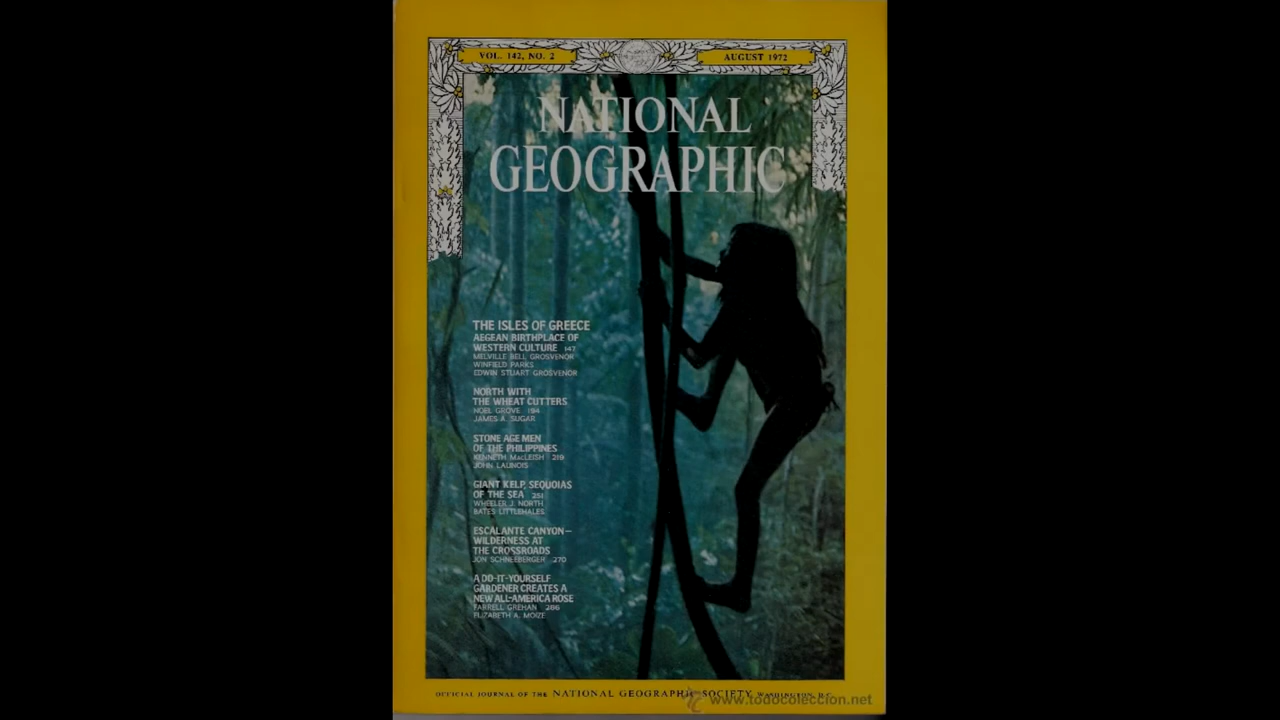 VOL. 142, NO. 2
AUGUST 1972
NATIONAL
GEOGRAPHIC
THE ISLES OF GREECE
AEGEAN BIRTHPLACE OF
WESTERN CULTURE 147
MELVILLE BELL GROSVENOR
WINFIELD PARKS
EDWIN STUART GROSVENOR
NORTH WITH
THE WHEAT CUTTERS
NOEL GROVE 194
JAMES A. SUGAR
STONE AGE MEN
OF THE PHILIPPINES
KENNETH MacLEISH 219
JOHN LAUNOIS
GIANT KELP, SEQUOIAS
OF THE SEA 251
WHEELER J. NORTH
BATES LITTLEHALES
ESCALANTE CANYON—
WILDERNESS AT
THE CROSSROADS
JON SCHNEEBERGER 270
A DO-IT-YOURSELF
GARDENER CREATES A
NEW ALL-AMERICA ROSE
FARRELL GREHAN 286
ELIZABETH A. MOIZE
OFFICIAL JOURNAL OF THE NATIONAL GEOGRAPHIC SOCIETY WASHINGTON, D.C.
www.todocoleccion.net